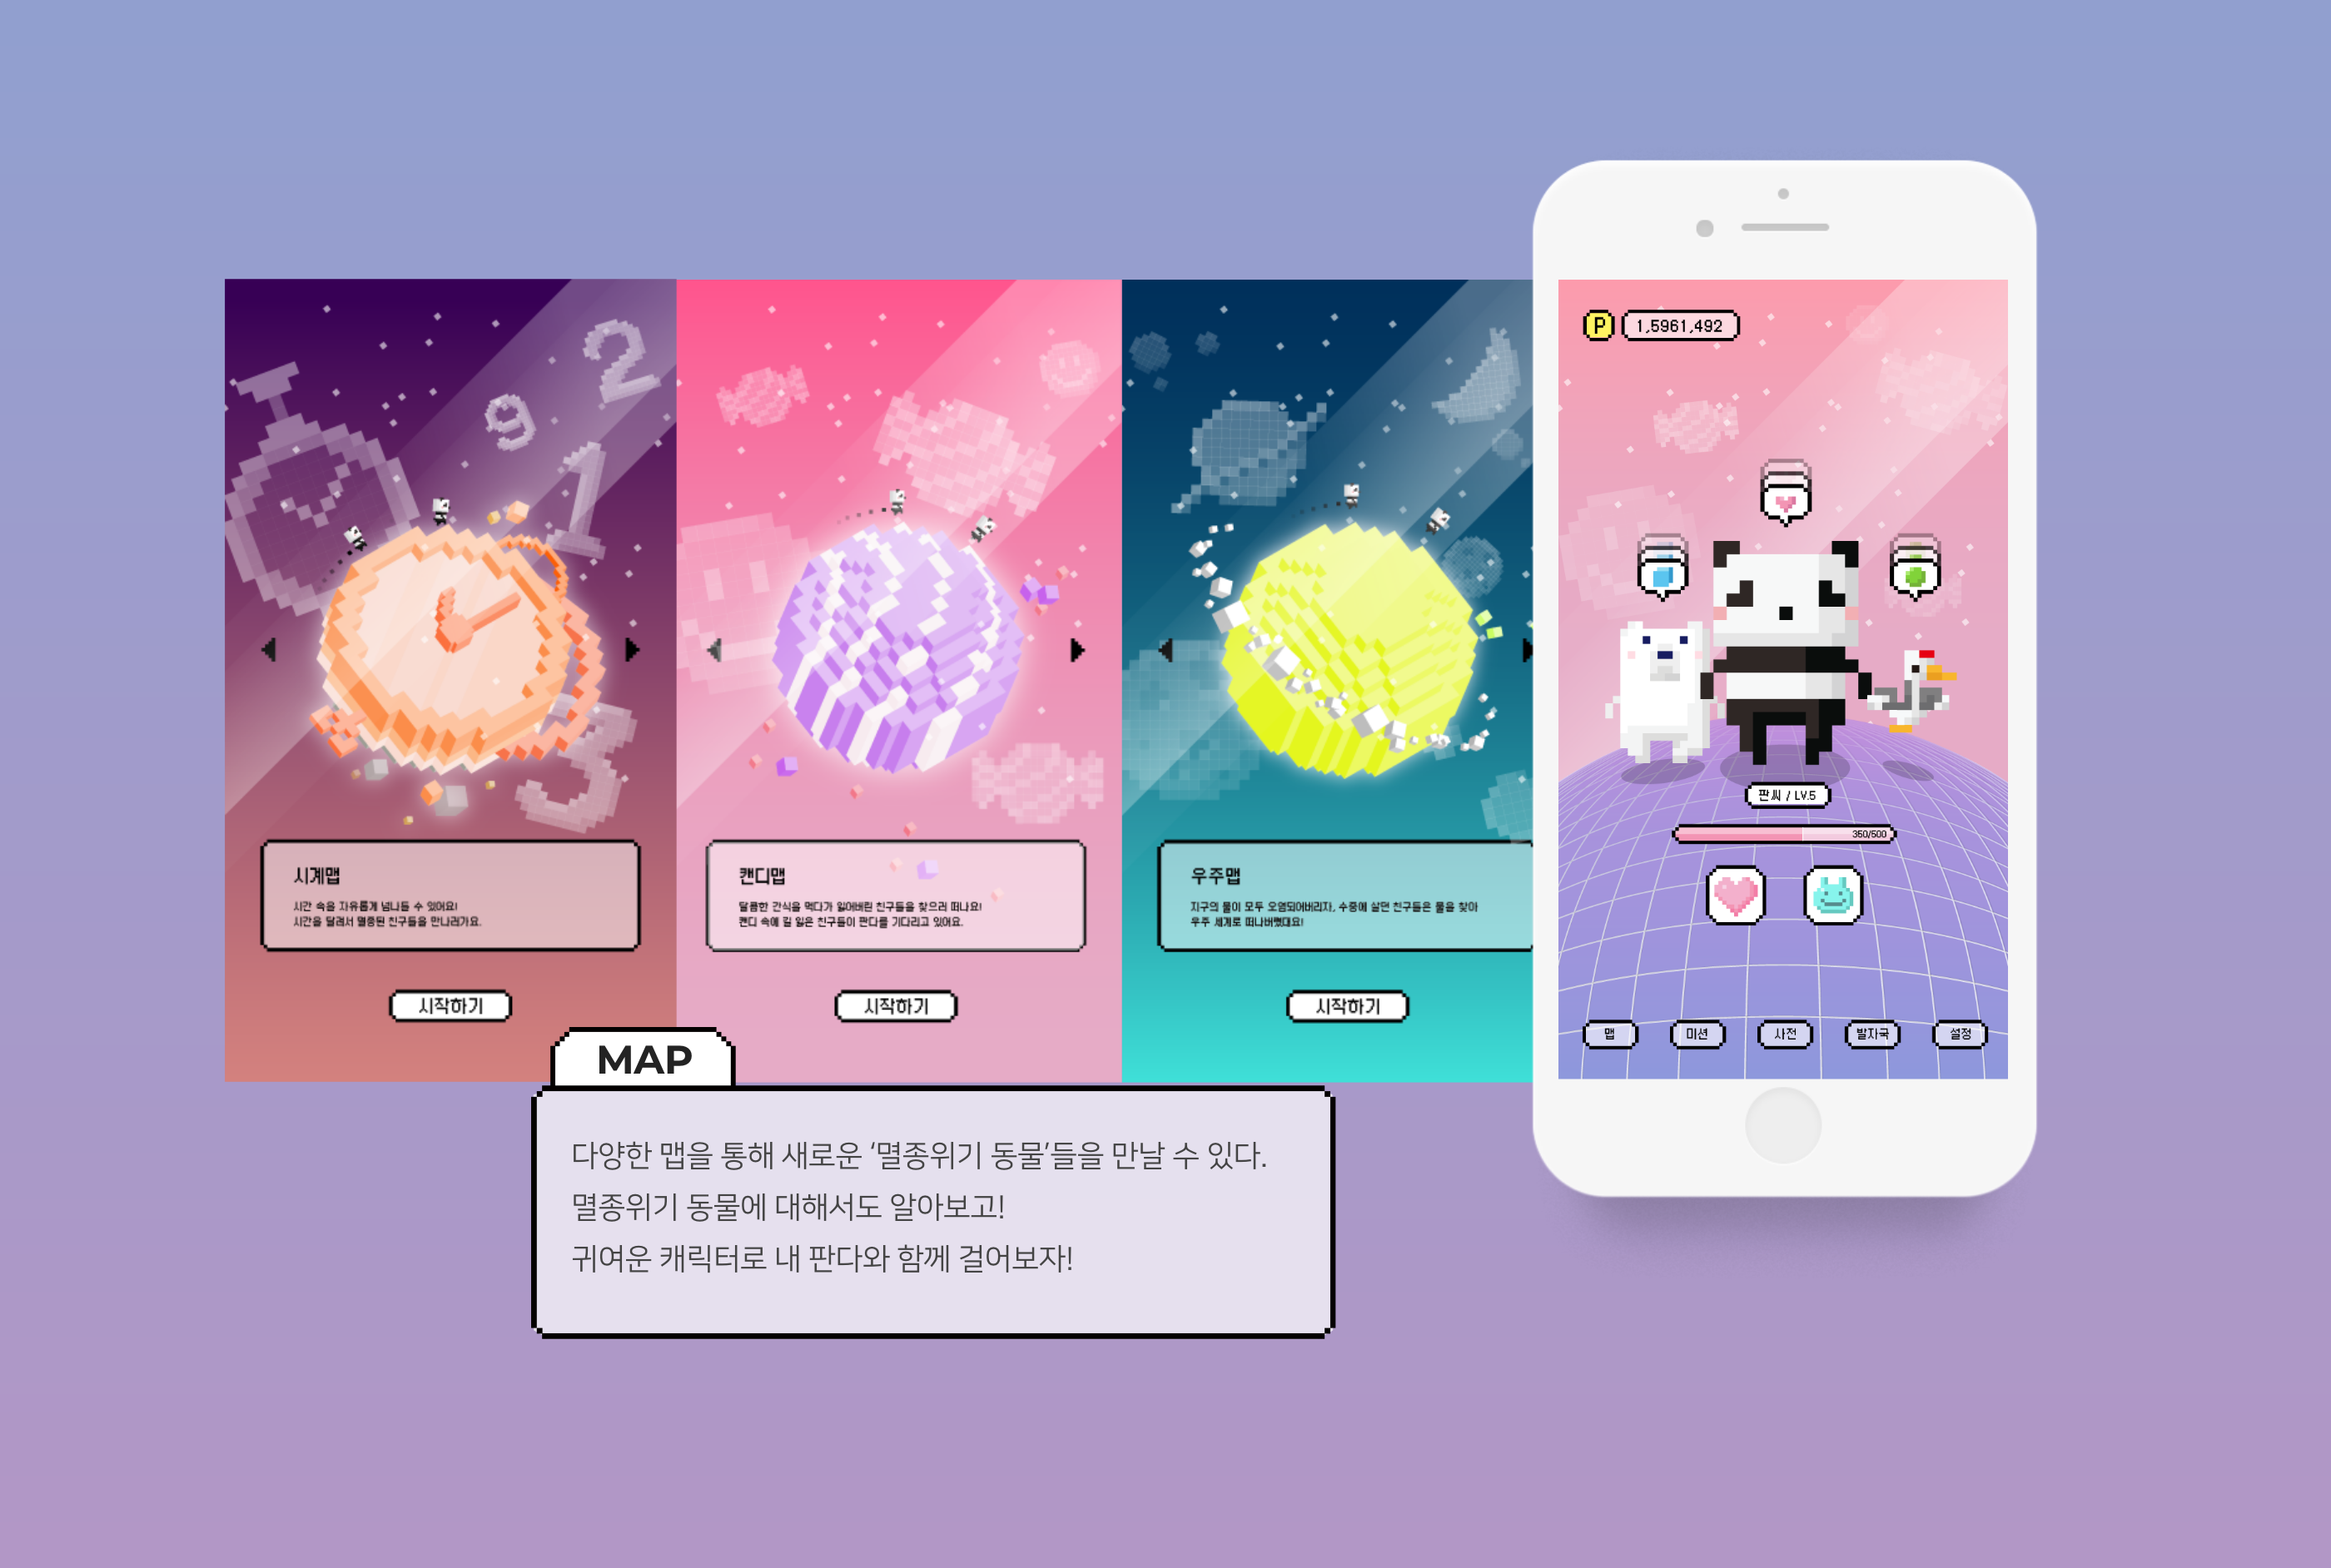 2
9
1
3
시계맵
시간 속을 자유롭게 넘나들 수 있어요!
시간을 달려서 멸종된 친구들을 만나러가요.
시작하기
캔디맵
달콤한 간식을 먹다가 잃어버린 친구들을 찾으러 떠나요!
캔디 속에 길 잃은 친구들이 판다를 기다리고 있어요.
시작하기
우주맵
지구의 물이 모두 오염되어버리자, 수중에 살던 친구들은 물을 찾아
우주 세계로 떠나버렸대요!
시작하기
P 1,5961,492
판씨 / LV.5
350/500
맵 미션 사전 발자국 설정
MAP
다양한 맵을 통해 새로운 ‘멸종위기 동물’들을 만날 수 있다.
멸종위기 동물에 대해서도 알아보고!
귀여운 캐릭터로 내 판다와 함께 걸어보자!